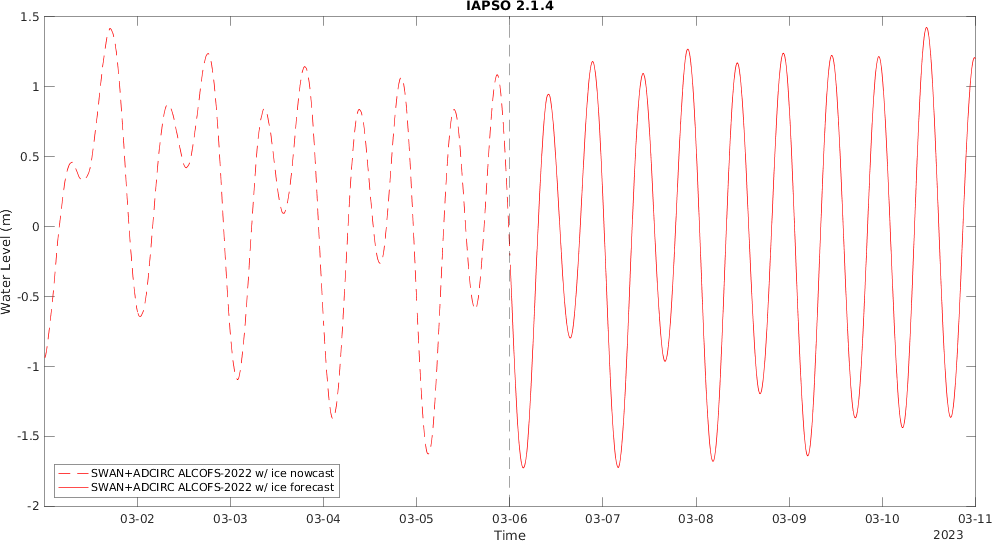 IAPSO 2.1.4
1.5
1
0.5
0
-0.5
-1
-1.5
-2
Water Level (m)
SWAN+ADCIRC ALCOFS-2022 w/ ice nowcast
SWAN+ADCIRC ALCOFS-2022 w/ ice forecast
03-02 03-03 03-04 03-05 03-06 03-07 03-08 03-09 03-10 03-11
Time
2023